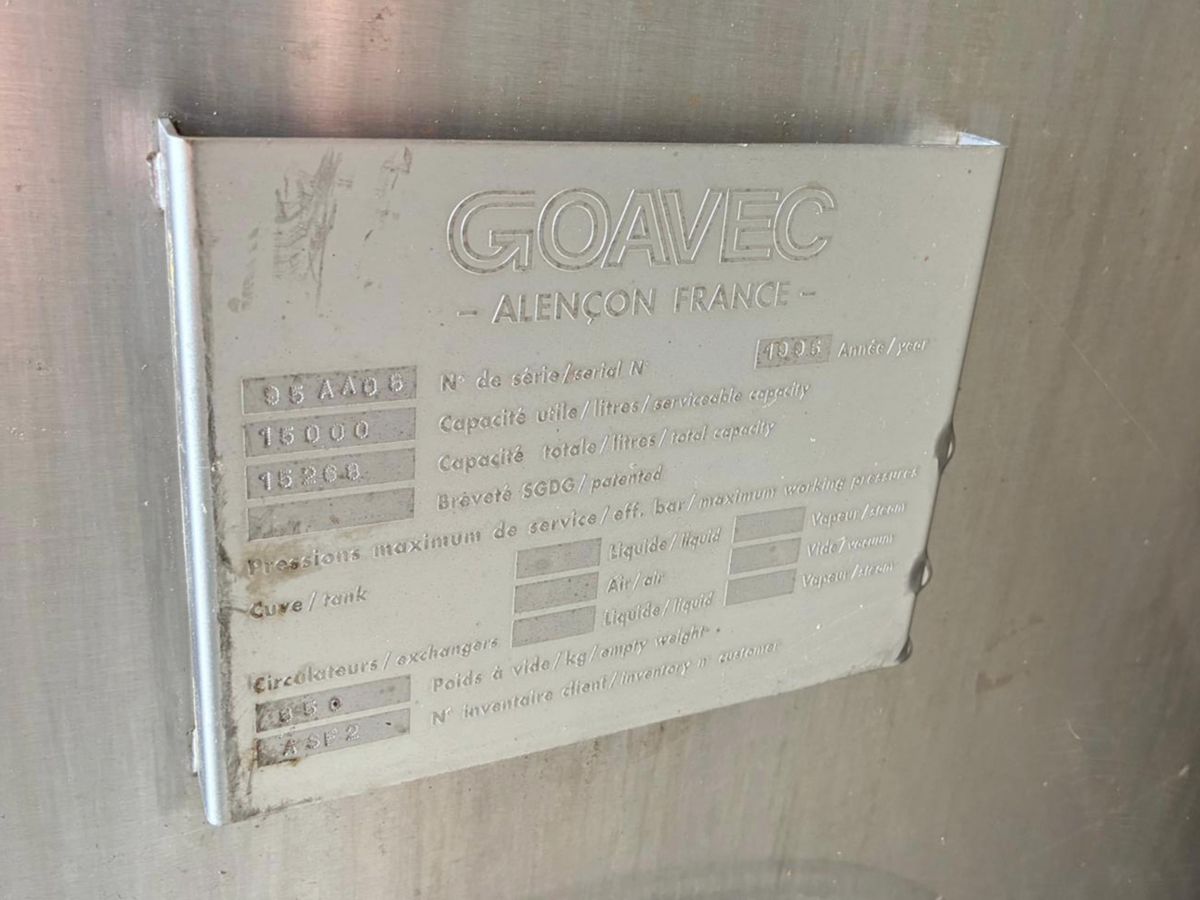 GOAVEC
- ALENÇON FRANCE -
95AA06 N° de série/serial N° 1995 Année/year
15000 Capacité utile/litres/serviceable capacity
15268 Capacité totale/litres/total capacity
Brèveté SGDG/patented
Pressions maximum de service/eff. bar/maximum working pressures
Cuve/tank Liquide/liquid Vapeur/steam
Air/air Vide/vacuum
Circulateurs/exchangers Liquide/liquid Vapeur/steam
Poids à vide/kg/empty weight
ASF2 N° inventaire client/inventory n° customer